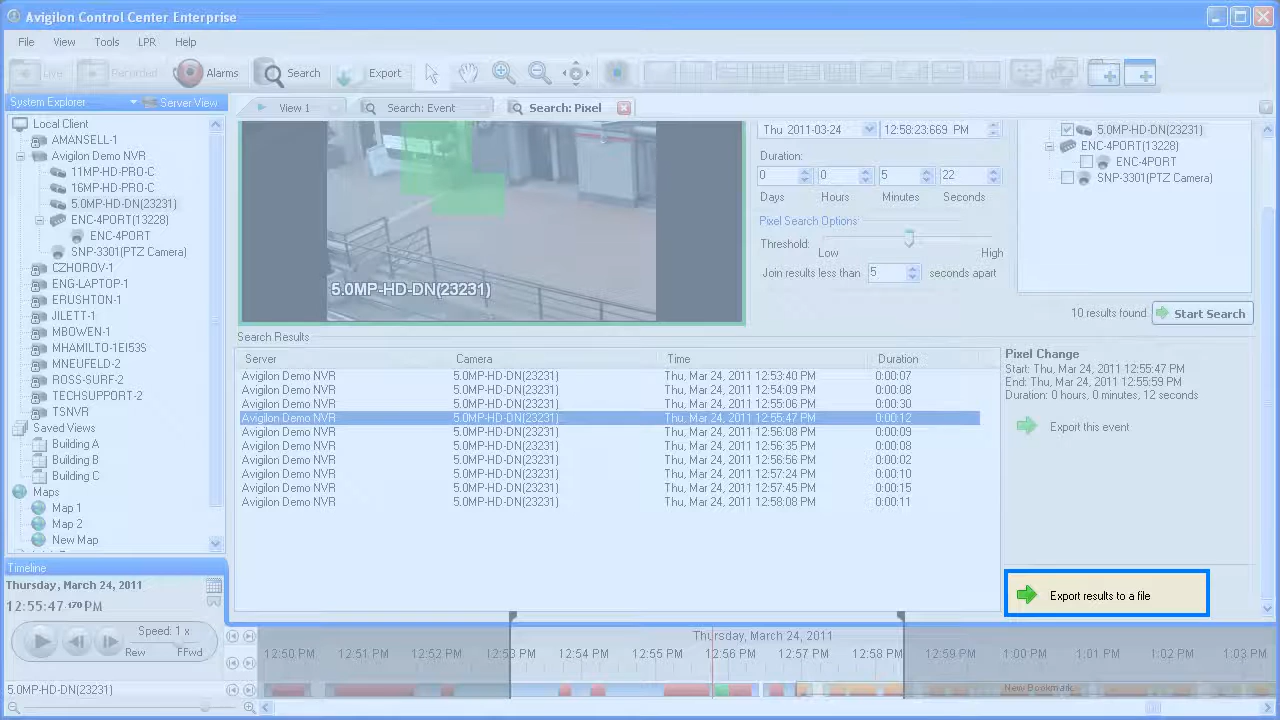 Avigilon Control Center Enterprise
File View Tools LPR Help
Live Recorded Alarms Search Export
System Explorer Server View
View 1 Search: Event Search: Pixel
Local Client
AMANSELL-1
Avigilon Demo NVR
11MP-HD-PRO-C
16MP-HD-PRO-C
5.0MP-HD-DN(23231)
ENC-4PORT(13228)
ENC-4PORT
SNP-3301(PTZ Camera)
CZHOROV-1
ENG-LAPTOP-1
ERUSHTON-1
JILETT-1
MBOWEN-1
MHAMILTO-1EI53S
MNEUFELD-2
ROSS-SURF-2
TECHSUPPORT-2
TSNVR
Saved Views
Building A
Building B
Building C
Maps
Map 1
Map 2
New Map
5.0MP-HD-DN(23231)
Thu 2011-03-24 12:58:23.669 PM
Duration:
0 0 5 22
Days Hours Minutes Seconds
Pixel Search Options
Threshold:
Low High
Join results less than 5 seconds apart
5.0MP-HD-DN(23231)
ENC-4PORT(13228)
ENC-4PORT
SNP-3301(PTZ Camera)
10 results found. Start Search
Search Results
Server Camera Time Duration
Avigilon Demo NVR 5.0MP-HD-DN(23231) Thu, Mar 24, 2011 12:53:40 PM 0:00:07
Avigilon Demo NVR 5.0MP-HD-DN(23231) Thu, Mar 24, 2011 12:54:09 PM 0:00:08
Avigilon Demo NVR 5.0MP-HD-DN(23231) Thu, Mar 24, 2011 12:55:06 PM 0:00:30
Avigilon Demo NVR 5.0MP-HD-DN(23231) Thu, Mar 24, 2011 12:55:47 PM 0:00:12
Avigilon Demo NVR 5.0MP-HD-DN(23231) Thu, Mar 24, 2011 12:56:08 PM 0:00:09
Avigilon Demo NVR 5.0MP-HD-DN(23231) Thu, Mar 24, 2011 12:56:35 PM 0:00:08
Avigilon Demo NVR 5.0MP-HD-DN(23231) Thu, Mar 24, 2011 12:56:56 PM 0:00:02
Avigilon Demo NVR 5.0MP-HD-DN(23231) Thu, Mar 24, 2011 12:57:24 PM 0:00:10
Avigilon Demo NVR 5.0MP-HD-DN(23231) Thu, Mar 24, 2011 12:57:45 PM 0:00:15
Avigilon Demo NVR 5.0MP-HD-DN(23231) Thu, Mar 24, 2011 12:58:08 PM 0:00:11
Pixel Change
Start: Thu, Mar 24, 2011 12:55:47 PM
End: Thu, Mar 24, 2011 12:55:59 PM
Duration: 0 hours, 0 minutes, 12 seconds
Export this event
Export results to a file
Timeline
Thursday, March 24, 2011
12:55:47.170 PM
Speed: 1 x
Rew FFwd
5.0MP-HD-DN(23231)
Thursday, March 24, 2011
12:50 PM 12:51 PM 12:52 PM 12:53 PM 12:54 PM 12:55 PM 12:56 PM 12:57 PM 12:58 PM 12:59 PM 1:00 PM 1:01 PM 1:02 PM 1:03 PM
New Bookmark